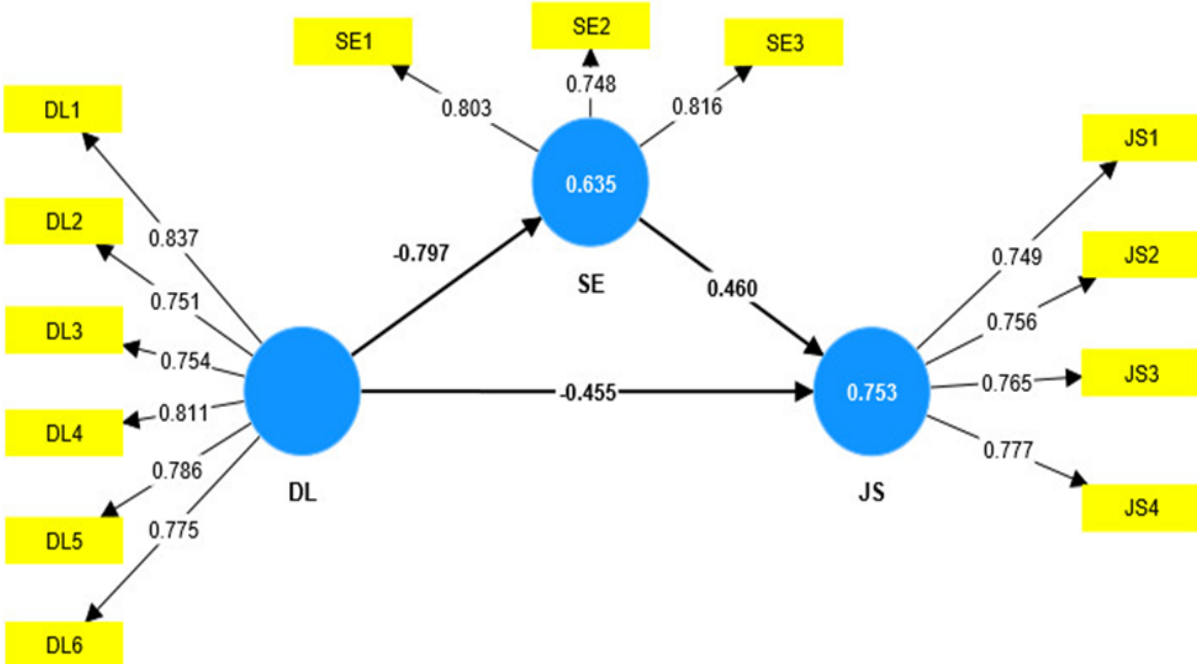 SE1
SE2
SE3
0.803
0.748
0.816
DL1
DL2
DL3
DL4
DL5
DL6
0.837
0.751
0.754
0.811
0.786
0.775
0.635
SE
-0.797
0.460
-0.455
DL
0.753
JS
0.749
0.756
0.765
0.777
JS1
JS2
JS3
JS4